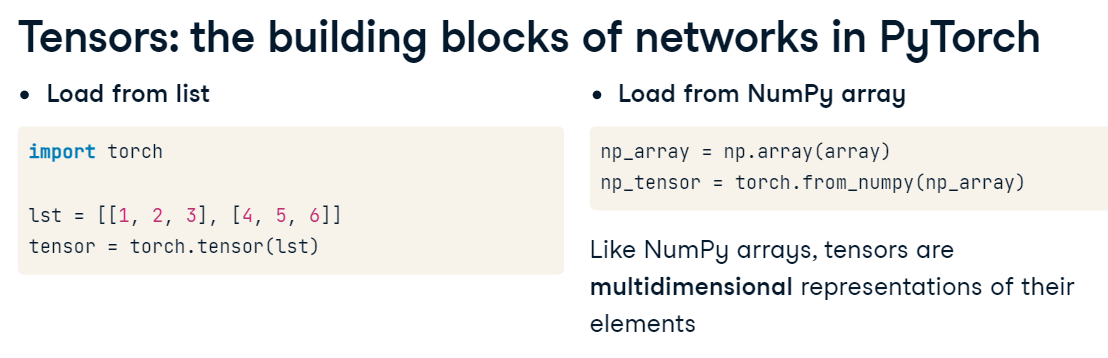 Tensors: the building blocks of networks in PyTorch
• Load from list
import torch
lst = [[1, 2, 3], [4, 5, 6]]
tensor = torch.tensor(lst)
• Load from NumPy array
np_array = np.array(array)
np_tensor = torch.from_numpy(np_array)
Like NumPy arrays, tensors are
multidimensional representations of their
elements